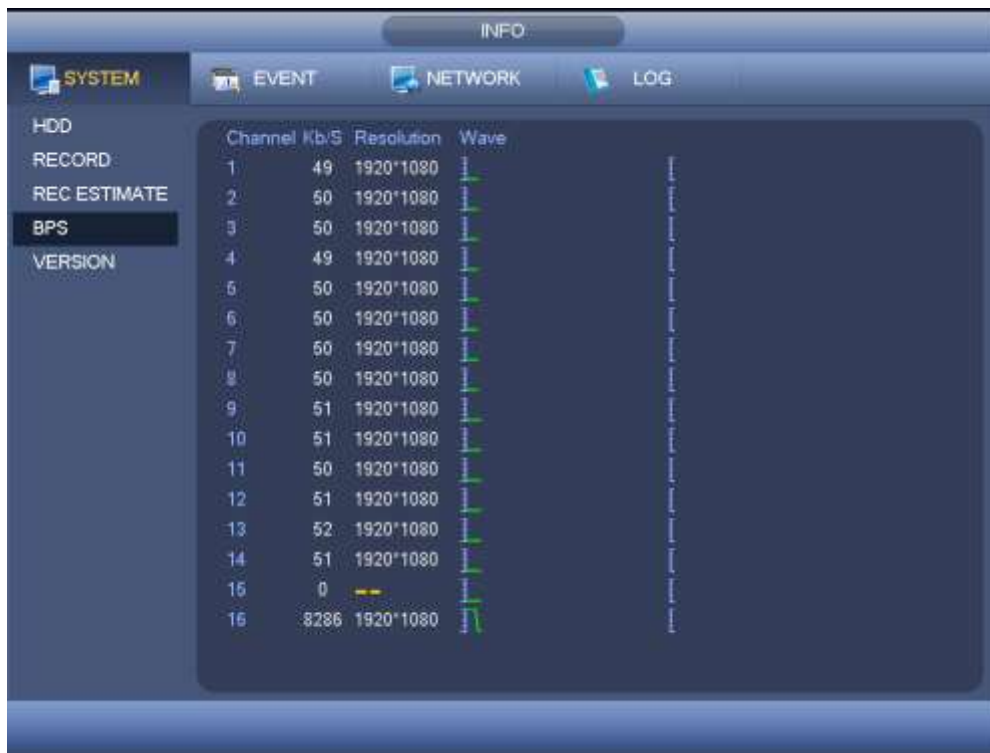 INFO
SYSTEM EVENT NETWORK LOG
HDD
RECORD
REC ESTIMATE
BPS
VERSION
Channel Kb/S Resolution Wave
1 49 1920*1080
2 50 1920*1080
3 50 1920*1080
4 49 1920*1080
5 50 1920*1080
6 50 1920*1080
7 50 1920*1080
8 50 1920*1080
9 51 1920*1080
10 51 1920*1080
11 50 1920*1080
12 51 1920*1080
13 52 1920*1080
14 51 1920*1080
15 0 --
16 8286 1920*1080